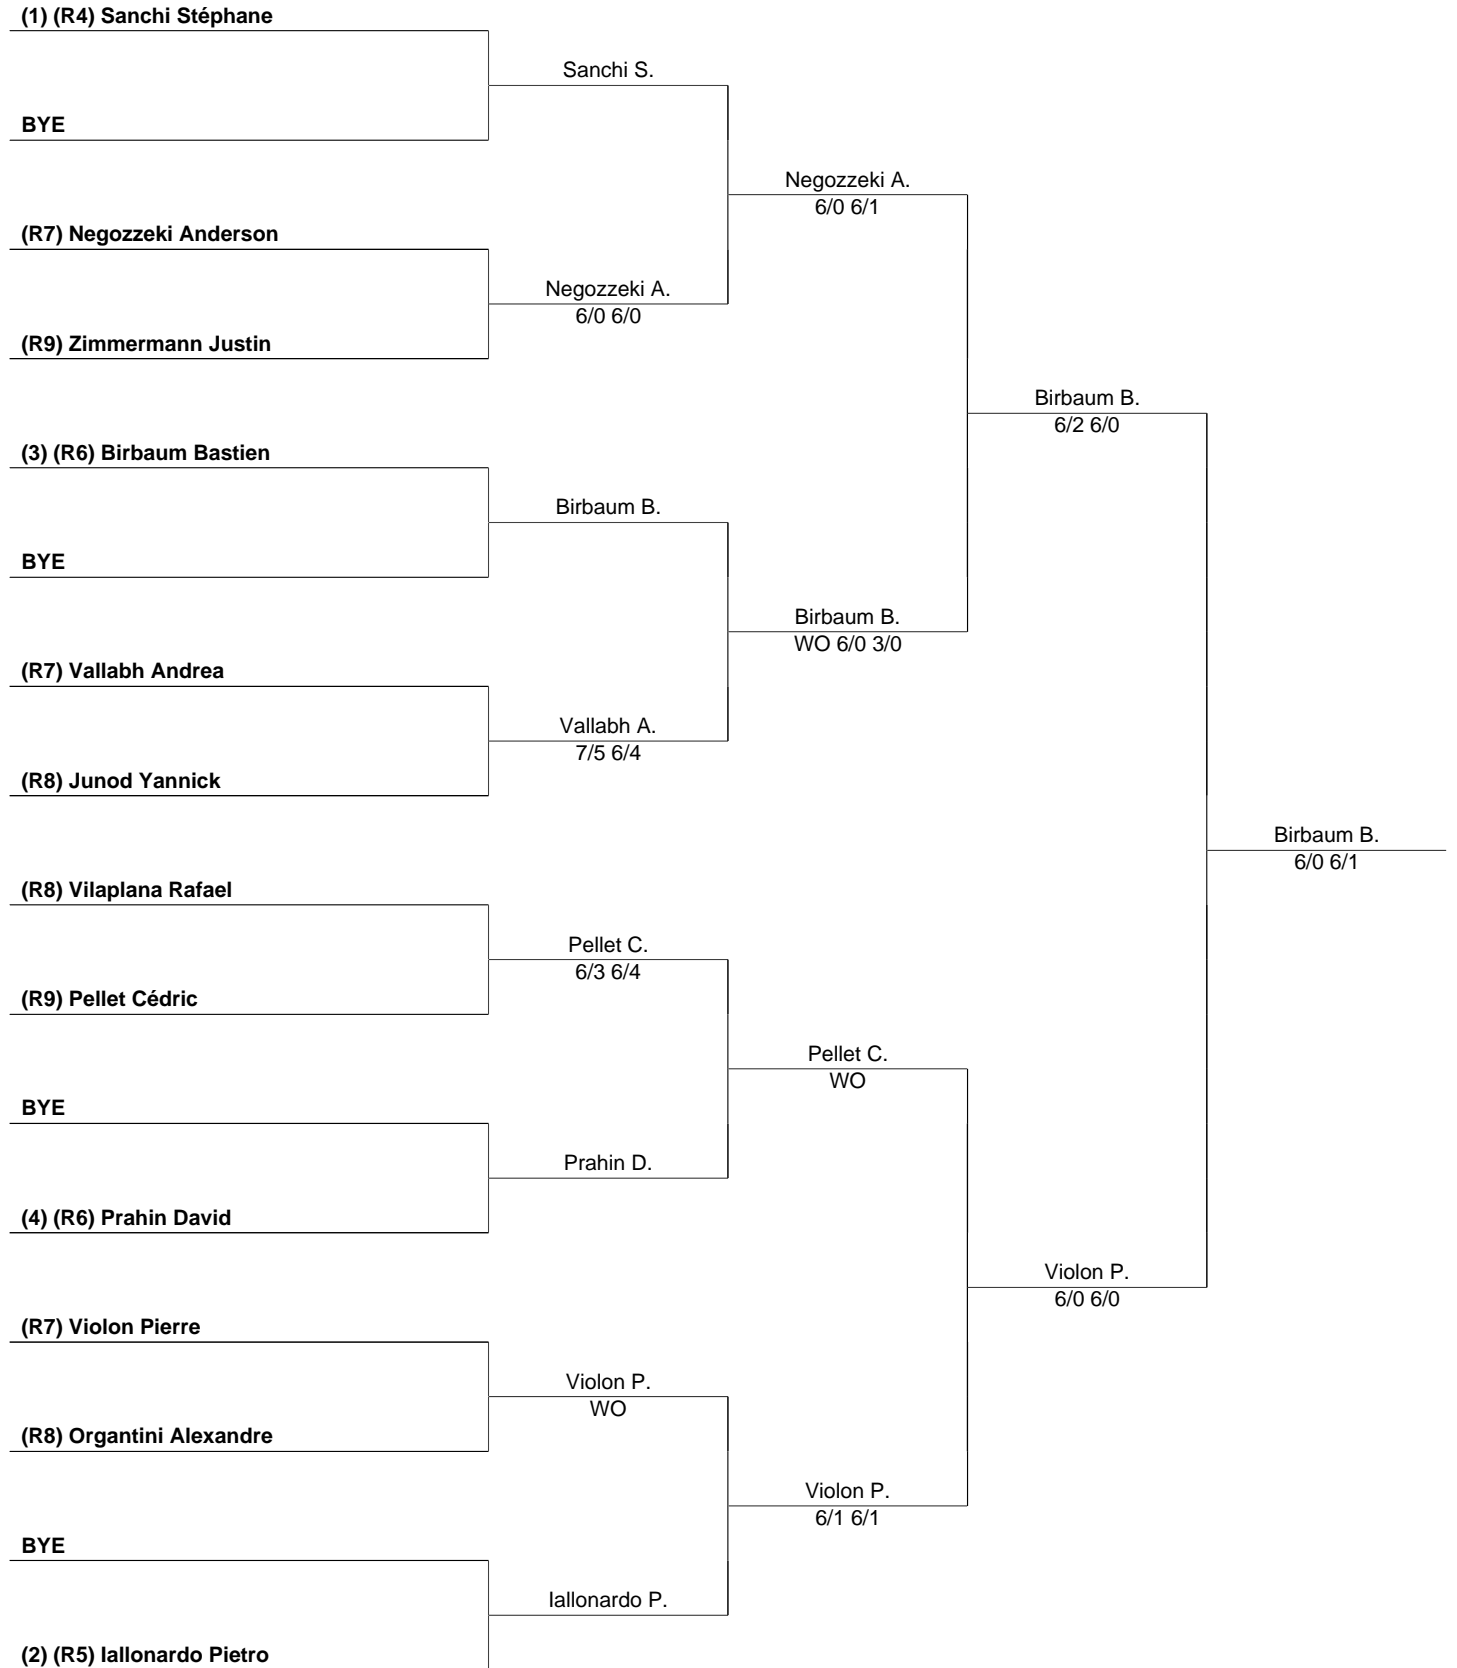 (1) (R4) Sanchi Stéphane
Sanchi S.
BYE
Negozzeki A.
6/0 6/1
(R7) Negozzeki Anderson
Negozzeki A.
6/0 6/0
(R9) Zimmermann Justin
Birbaum B.
6/2 6/0
(3) (R6) Birbaum Bastien
Birbaum B.
BYE
Birbaum B.
WO 6/0 3/0
(R7) Vallabh Andrea
Vallabh A.
7/5 6/4
(R8) Junod Yannick
Birbaum B.
6/0 6/1
(R8) Vilaplana Rafael
Pellet C.
6/3 6/4
(R9) Pellet Cédric
Pellet C.
WO
BYE
Prahin D.
(4) (R6) Prahin David
Violon P.
6/0 6/0
(R7) Violon Pierre
Violon P.
WO
(R8) Organtini Alexandre
Violon P.
6/1 6/1
BYE
Iallonardo P.
(2) (R5) Iallonardo Pietro